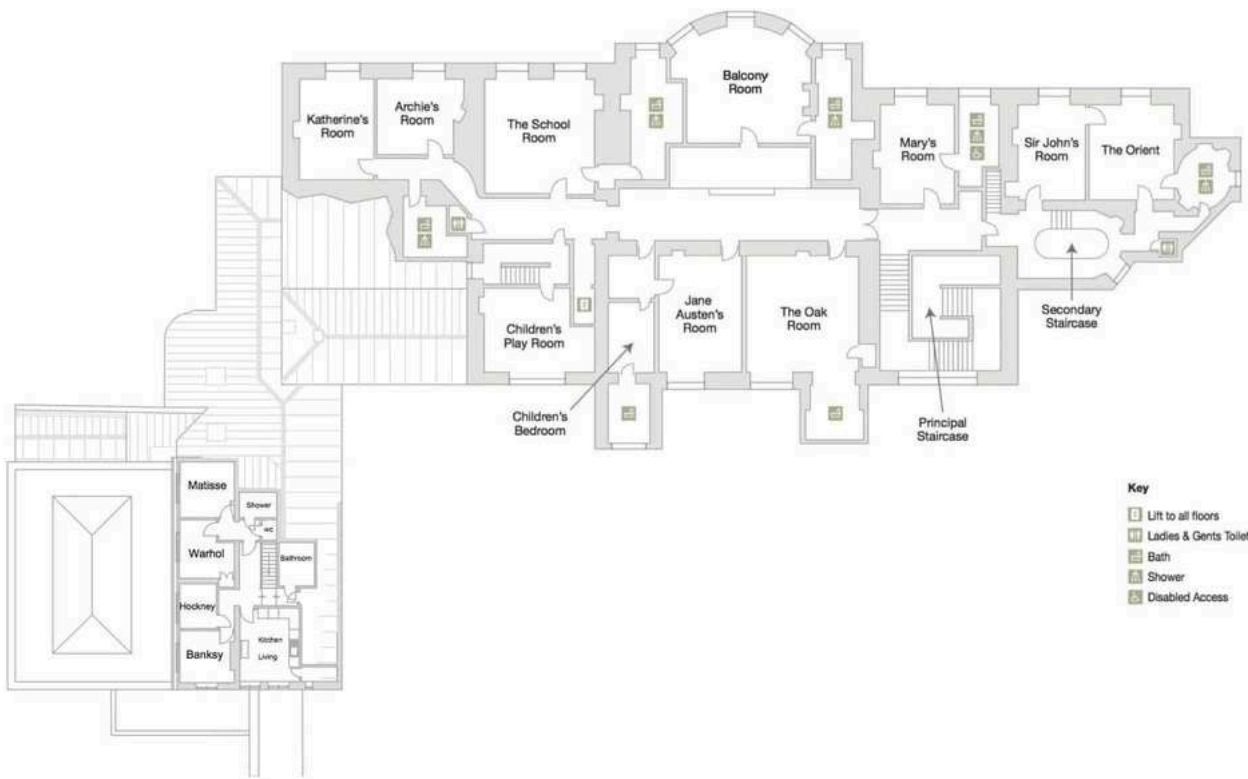 Balcony
Room
Katherine's
Room
Archie's
Room
The School
Room
Mary's
Room
Sir John's
Room
The Orient
Jane
Austen's
Room
The Oak
Room
Children's
Play Room
Secondary
Staircase
Children's
Bedroom
Principal
Staircase
Matisse
Shower
WC
Warhol
Bathroom
Hockney
Banksy
Kitchen
Living
Key
Lift to all floors
Ladies & Gents Toilet
Bath
Shower
Disabled Access